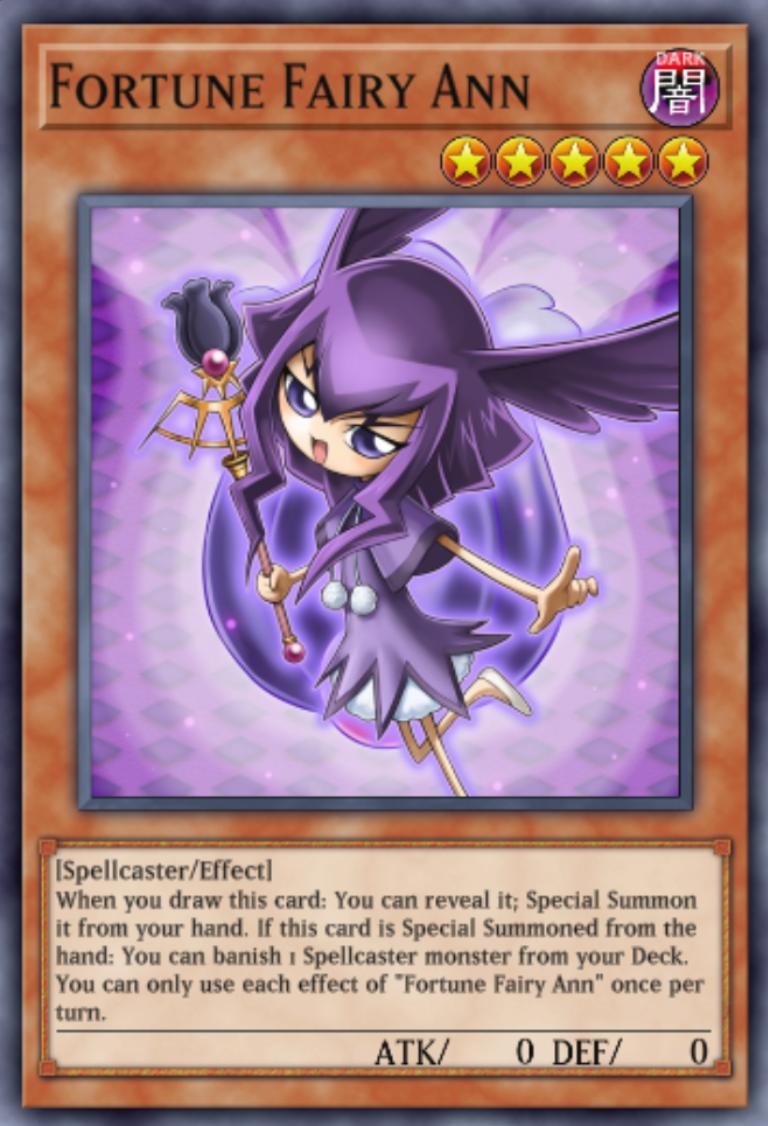 Fortune Fairy Ann
DARK
闇
[Spellcaster/Effect]
When you draw this card: You can reveal it; Special Summon
it from your hand. If this card is Special Summoned from the
hand: You can banish 1 Spellcaster monster from your Deck.
You can only use each effect of "Fortune Fairy Ann" once per
turn.
ATK/ 0 DEF/ 0